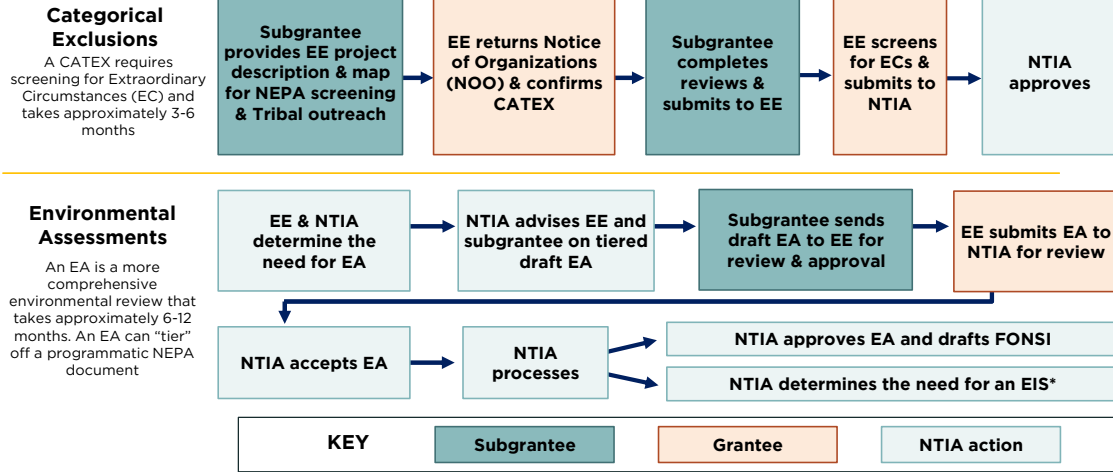 Categorical
Exclusions
A CATEX requires
screening for Extraordinary
Circumstances (EC) and
takes approximately 3-6
months
Subgrantee
provides EE project
description & map
for NEPA screening
& Tribal outreach
EE returns Notice
of Organizations
(NOO) & confirms
CATEX
Subgrantee
completes
reviews &
submits to EE
EE screens
for ECs &
submits to
NTIA
NTIA
approves
Environmental
Assessments
An EA is a more
comprehensive
environmental review that
takes approximately 6-12
months. An EA can “tier”
off a programmatic NEPA
document
EE & NTIA
determine the
need for EA
NTIA advises EE and
subgrantee on tiered
draft EA
Subgrantee sends
draft EA to EE for
review & approval
EE submits EA to
NTIA for review
NTIA accepts EA
NTIA
processes
NTIA approves EA and drafts FONSI
NTIA determines the need for an EIS*
KEY
Subgrantee
Grantee
NTIA action